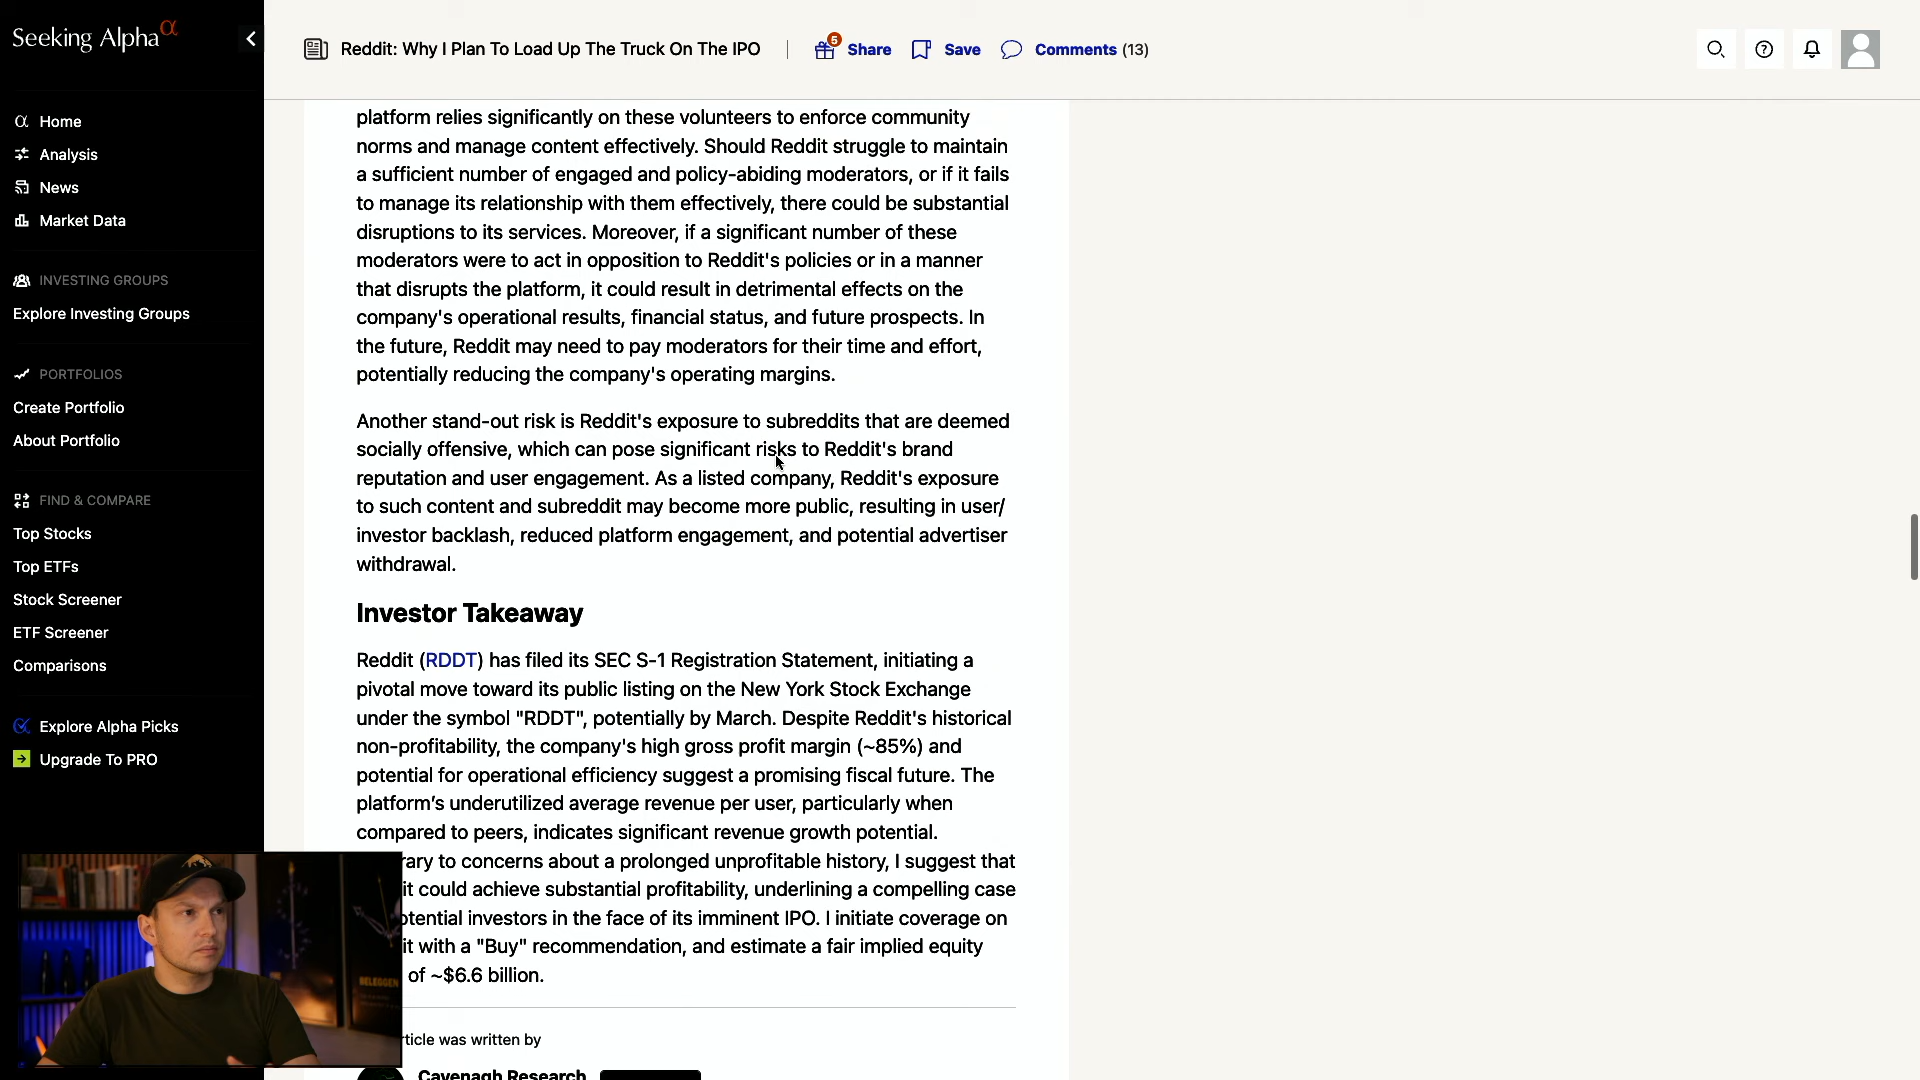 Seeking Alpha α
Home
Analysis
News
Market Data
INVESTING GROUPS
Explore Investing Groups
PORTFOLIOS
Create Portfolio
About Portfolio
FIND & COMPARE
Top Stocks
Top ETFs
Stock Screener
ETF Screener
Comparisons
Explore Alpha Picks
Upgrade To PRO
Reddit: Why I Plan To Load Up The Truck On The IPO
5
Share
Save
Comments (13)
platform relies significantly on these volunteers to enforce community
norms and manage content effectively. Should Reddit struggle to maintain
a sufficient number of engaged and policy-abiding moderators, or if it fails
to manage its relationship with them effectively, there could be substantial
disruptions to its services. Moreover, if a significant number of these
moderators were to act in opposition to Reddit's policies or in a manner
that disrupts the platform, it could result in detrimental effects on the
company's operational results, financial status, and future prospects. In
the future, Reddit may need to pay moderators for their time and effort,
potentially reducing the company's operating margins.
Another stand-out risk is Reddit's exposure to subreddits that are deemed
socially offensive, which can pose significant risks to Reddit's brand
reputation and user engagement. As a listed company, Reddit's exposure
to such content and subreddit may become more public, resulting in user/
investor backlash, reduced platform engagement, and potential advertiser
withdrawal.
Investor Takeaway
Reddit (RDDT) has filed its SEC S-1 Registration Statement, initiating a
pivotal move toward its public listing on the New York Stock Exchange
under the symbol "RDDT", potentially by March. Despite Reddit's historical
non-profitability, the company's high gross profit margin (~85%) and
potential for operational efficiency suggest a promising fiscal future. The
platform's underutilized average revenue per user, particularly when
compared to peers, indicates significant revenue growth potential.
rary to concerns about a prolonged unprofitable history, I suggest that
it could achieve substantial profitability, underlining a compelling case
otential investors in the face of its imminent IPO. I initiate coverage on
it with a "Buy" recommendation, and estimate a fair implied equity
of ~$6.6 billion.
rticle was written by
Cavenagh Research
BELEGGEN